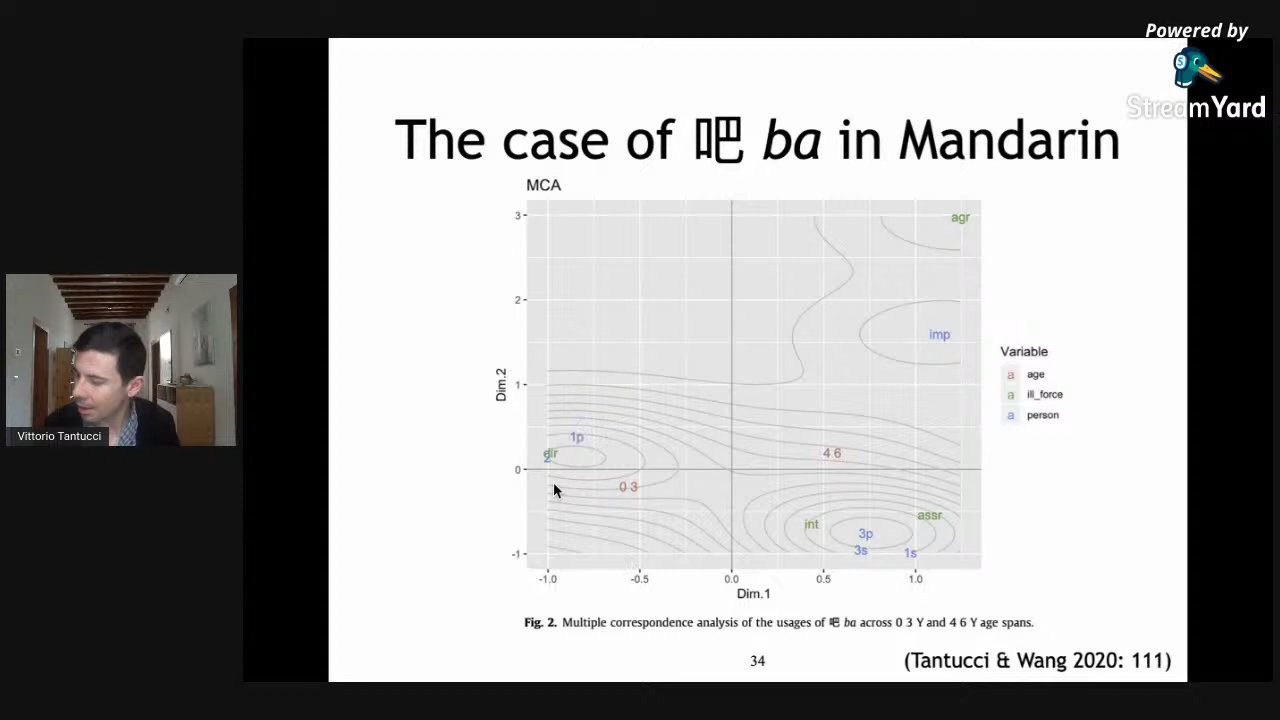 Powered by
StreamYard
The case of 吧 ba in Mandarin
MCA
3
agr
2
imp
Variable
a age
a ill_force
a person
1
Dim.2
1p
dir
2
4 6
0
0 3
int
assr
3p
3s
1s
-1
-1.0 -0.5 0.0 0.5 1.0
Dim.1
Fig. 2. Multiple correspondence analysis of the usages of 吧 ba across 0 3 Y and 4 6 Y age spans.
34
(Tantucci & Wang 2020: 111)
Vittorio Tantucci